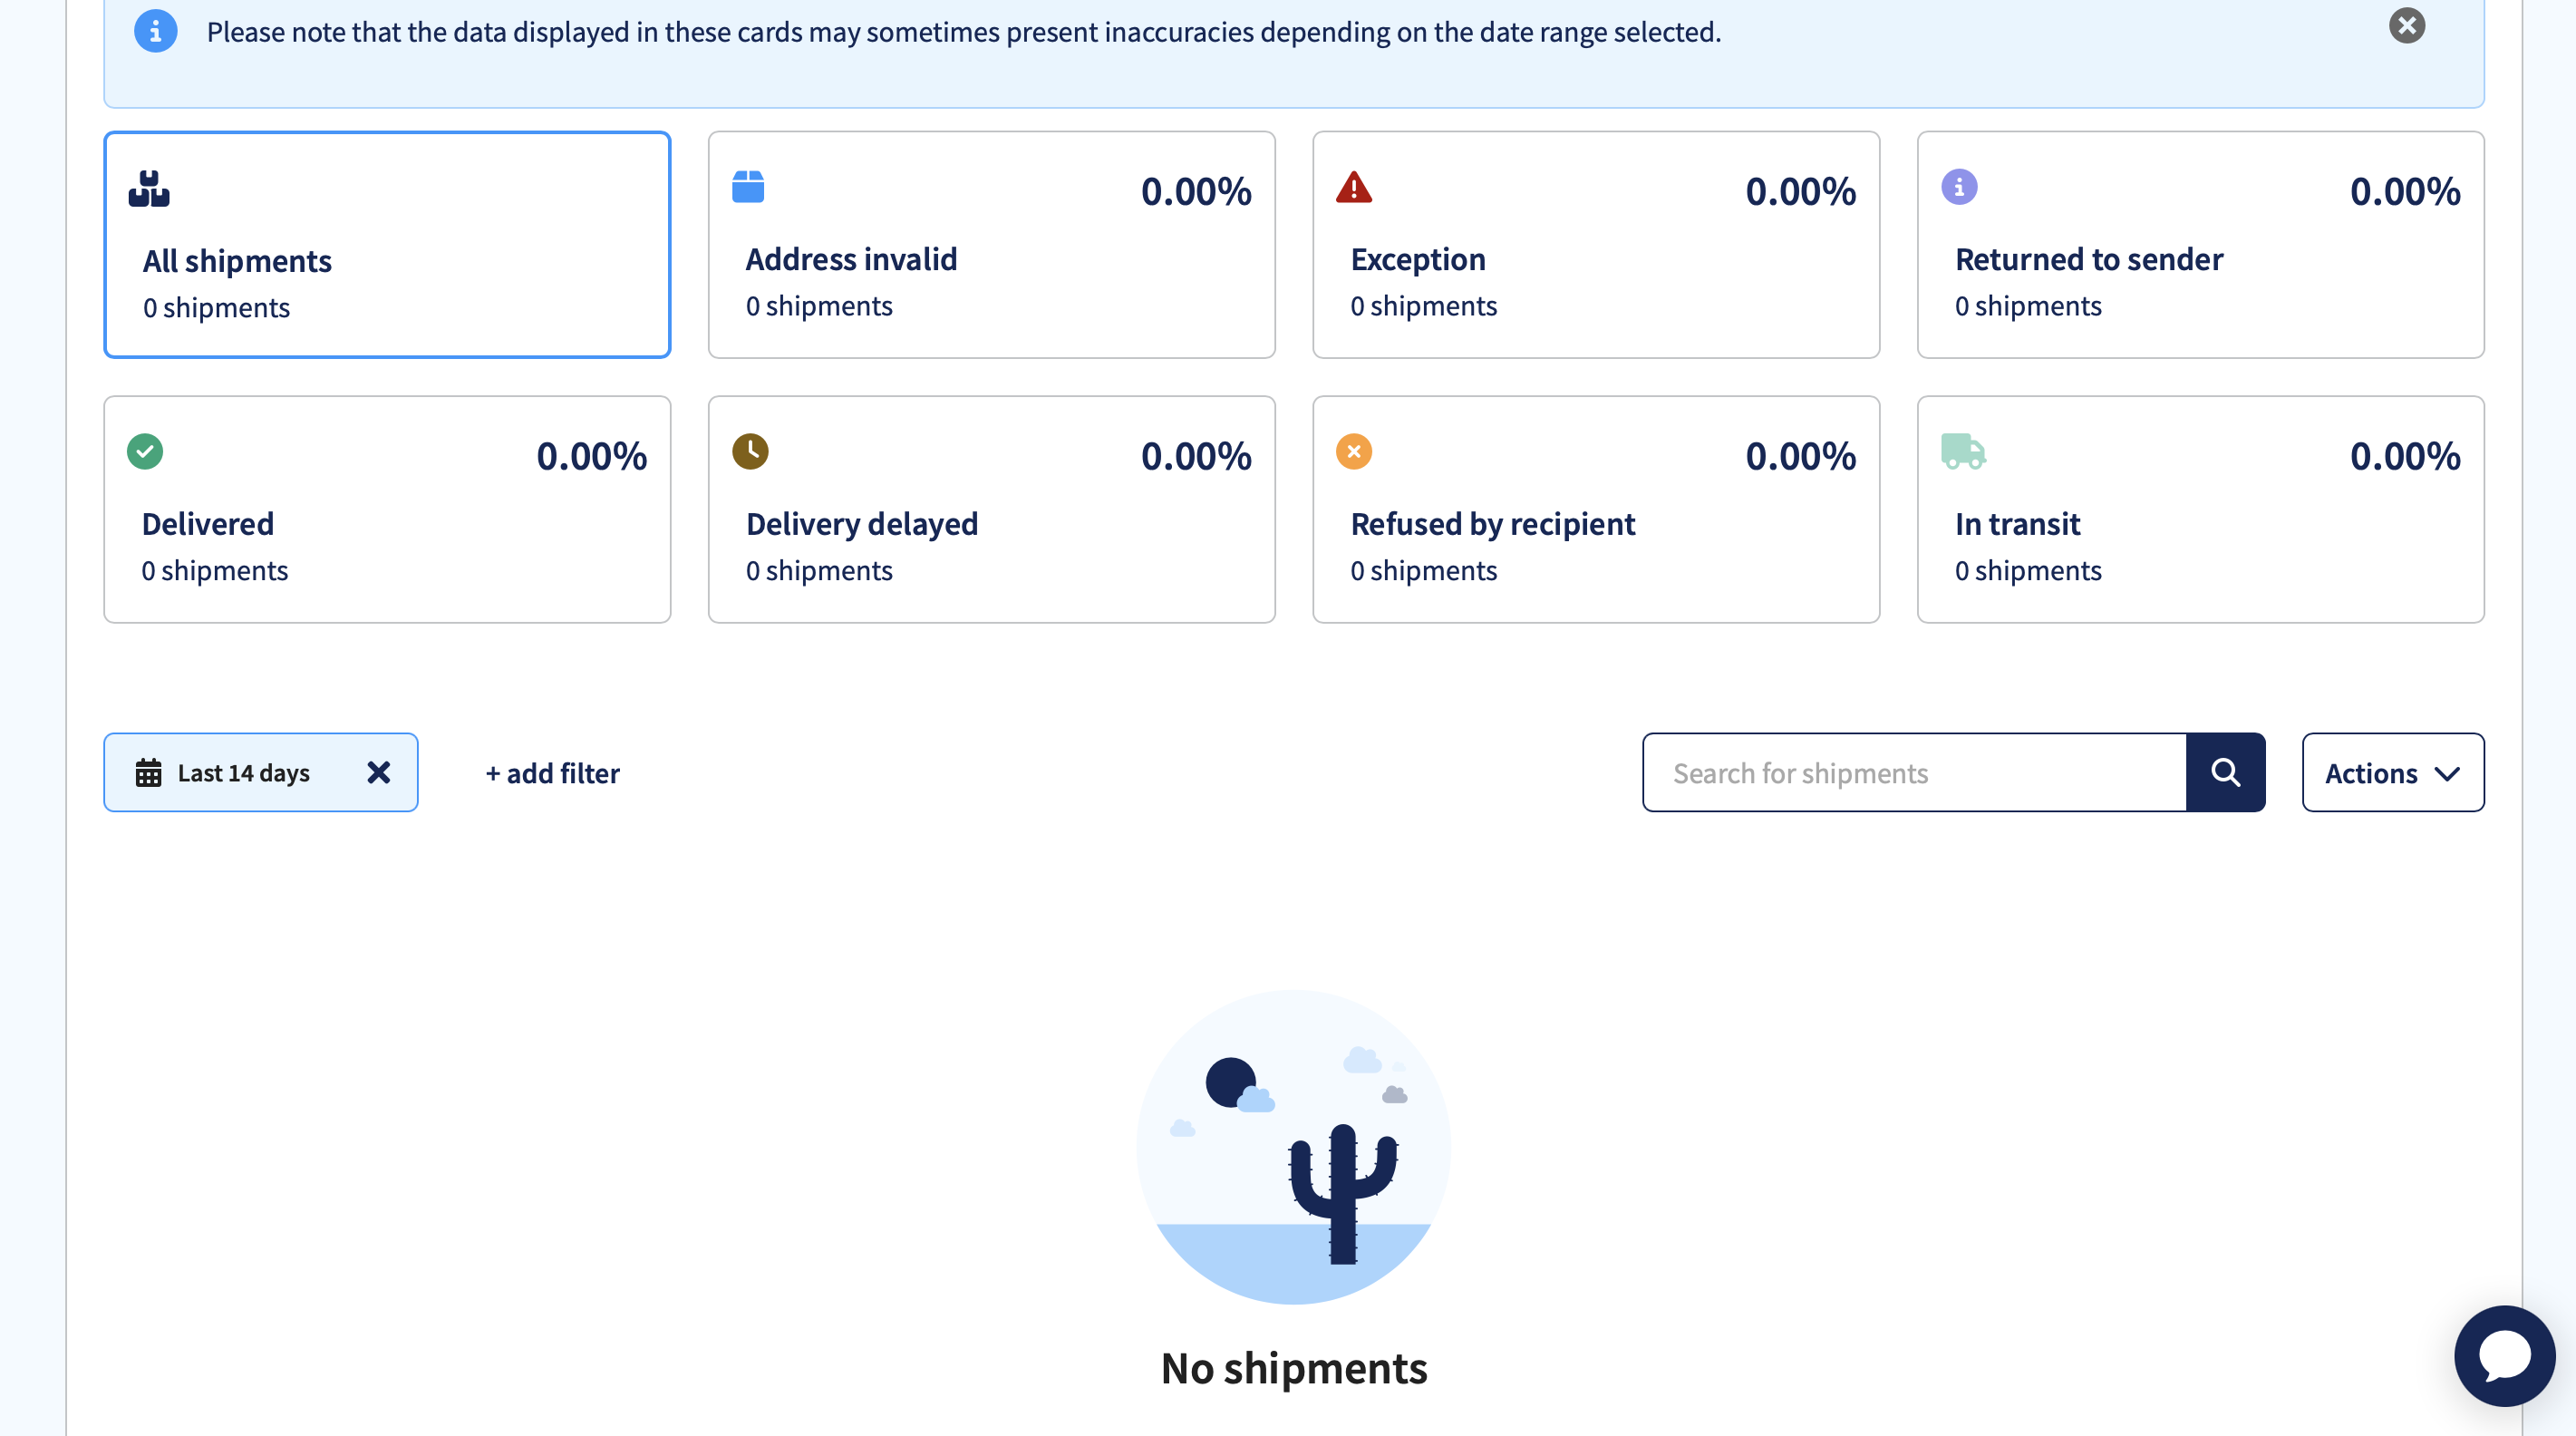 Please note that the data displayed in these cards may sometimes present inaccuracies depending on the date range selected.
All shipments
0 shipments
0.00%
Address invalid
0 shipments
0.00%
Exception
0 shipments
0.00%
Returned to sender
0 shipments
0.00%
Delivered
0 shipments
0.00%
Delivery delayed
0 shipments
0.00%
Refused by recipient
0 shipments
0.00%
In transit
0 shipments
Last 14 days
+ add filter
Search for shipments
Actions
No shipments